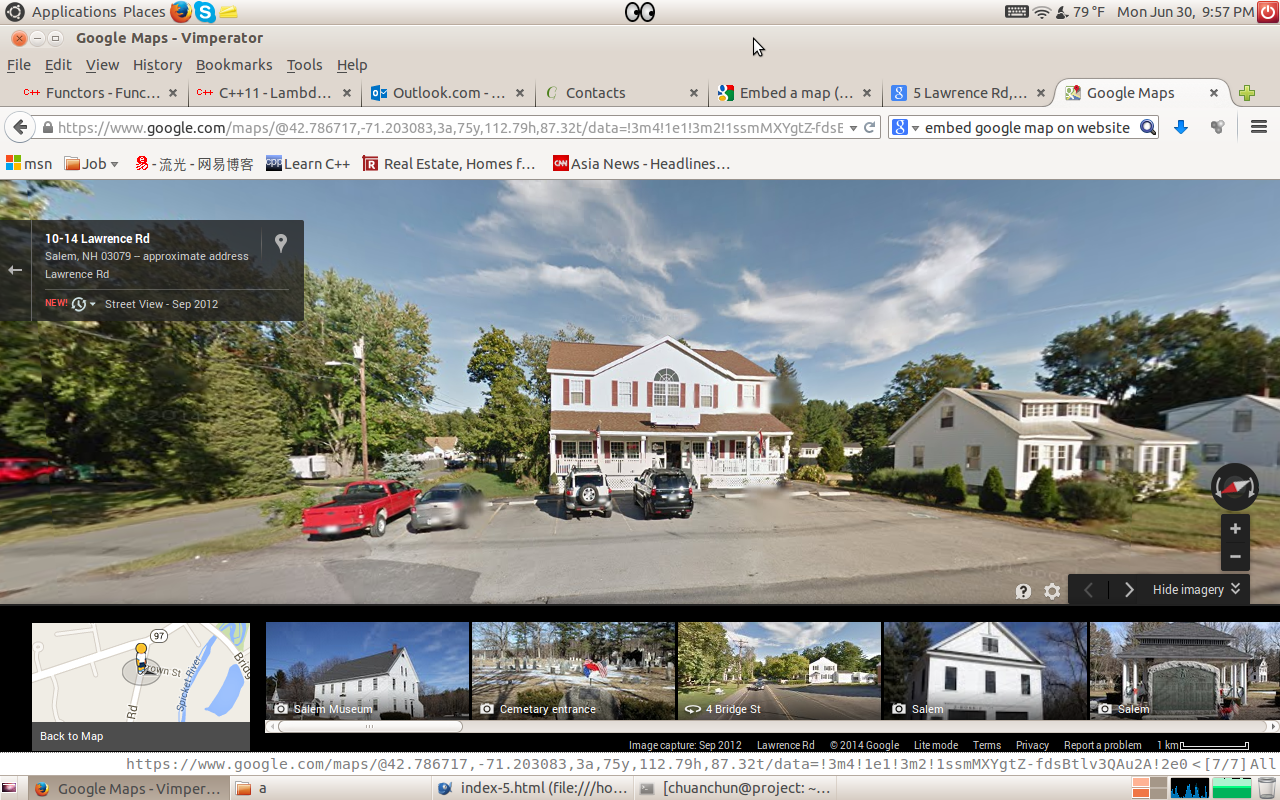 Applications Places
79 °F Mon Jun 30, 9:57 PM
Google Maps - Vimperator
File Edit View History Bookmarks Tools Help
Functors - Func… C++11 - Lambd… Outlook.com - … Contacts Embed a map (… 5 Lawrence Rd,… Google Maps
https://www.google.com/maps/@42.786717,-71.203083,3a,75y,112.79h,87.32t/data=!3m4!1e1!3m2!1ssmMXYgtZ-fdsE
embed google map on website
msn Job - 流光 - 网易博客 Learn C++ Real Estate, Homes f… Asia News - Headlines…
10-14 Lawrence Rd
Salem, NH 03079 – approximate address
Lawrence Rd
NEW! Street View - Sep 2012
Hide imagery
97
Spicket River
Rd
Back to Map
Salem Museum
Cemetary entrance
4 Bridge St
Salem
Salem
Image capture: Sep 2012 Lawrence Rd © 2014 Google Lite mode Terms Privacy Report a problem 1 km
https://www.google.com/maps/@42.786717,-71.203083,3a,75y,112.79h,87.32t/data=!3m4!1e1!3m2!1ssmMXYgtZ-fdsBtlv3QAu2A!2e0 <[7/7] All
Google Maps - Vimper… a index-5.html (file:///ho… [chuanchun@project: ~…